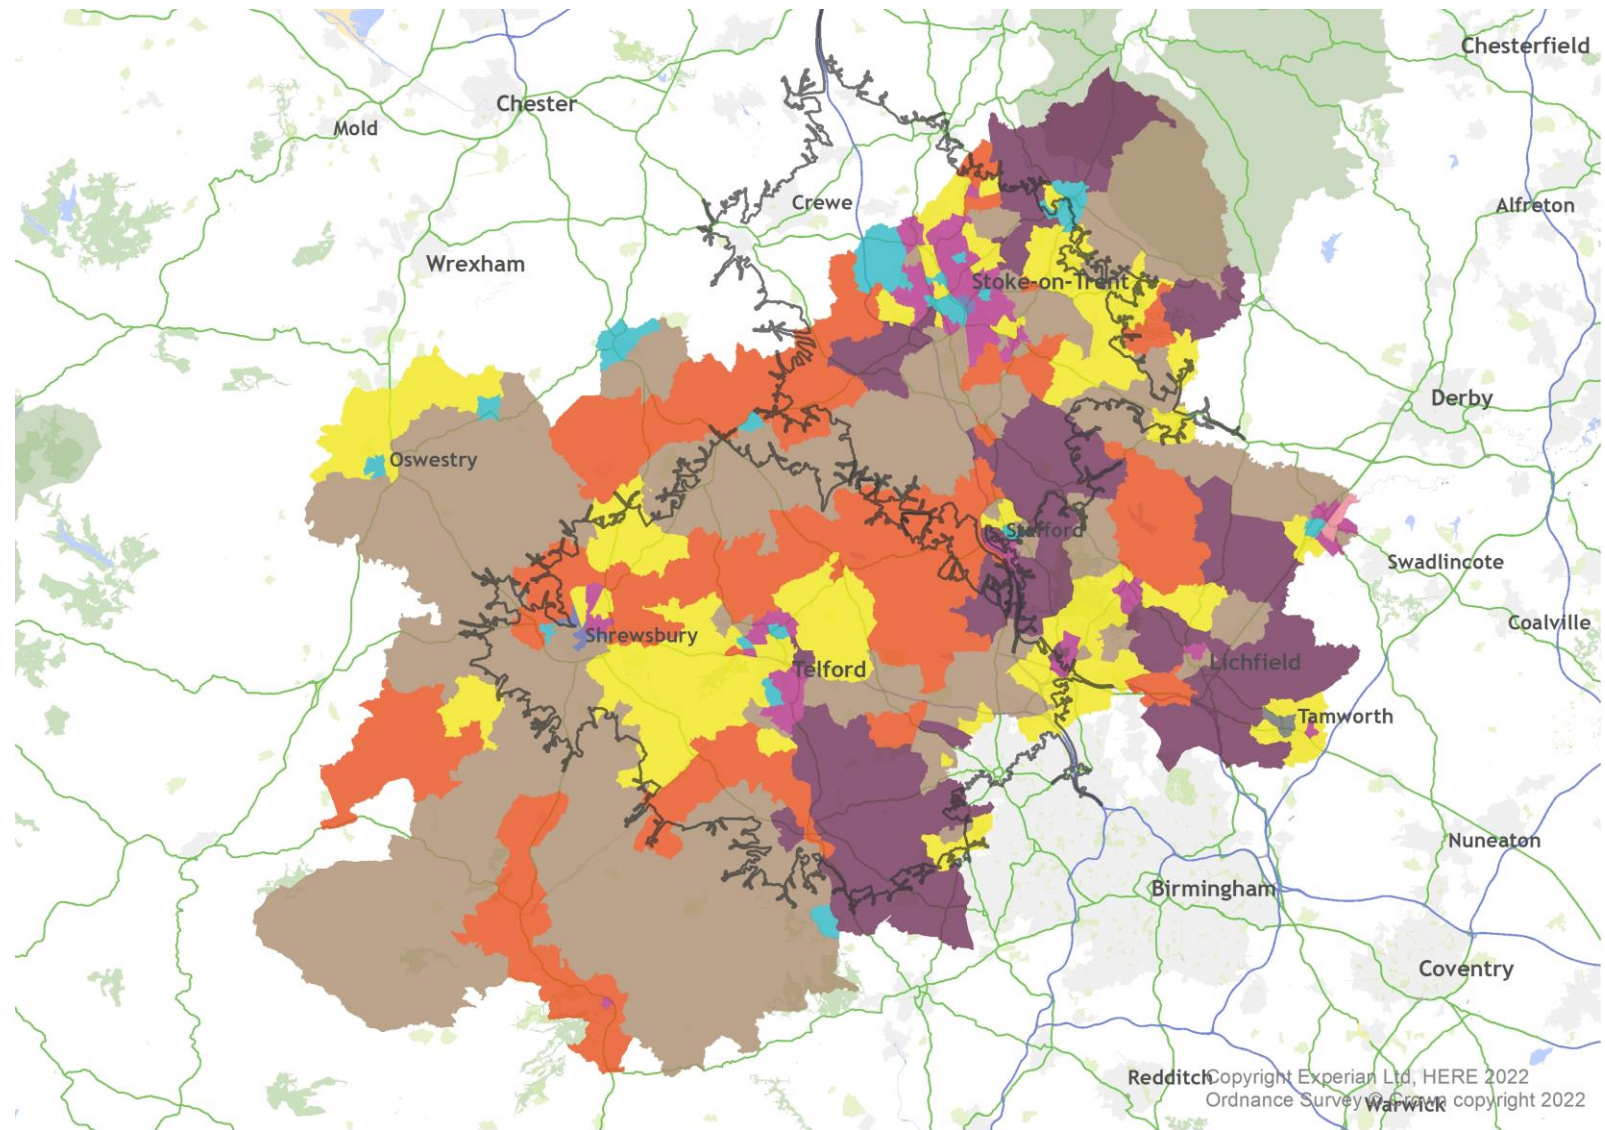 Chesterfield
Chester
Mold
Crewe
Alfreton
Wrexham
Stoke-on-Trent
Derby
Oswestry
Stafford
Swadlincote
Coalville
Shrewsbury
Telford
Lichfield
Tamworth
Nuneaton
Birmingham
Coventry
Redditch
Copyright Experian Ltd, HERE 2022
Ordnance Survey © Crown copyright 2022
Warwick